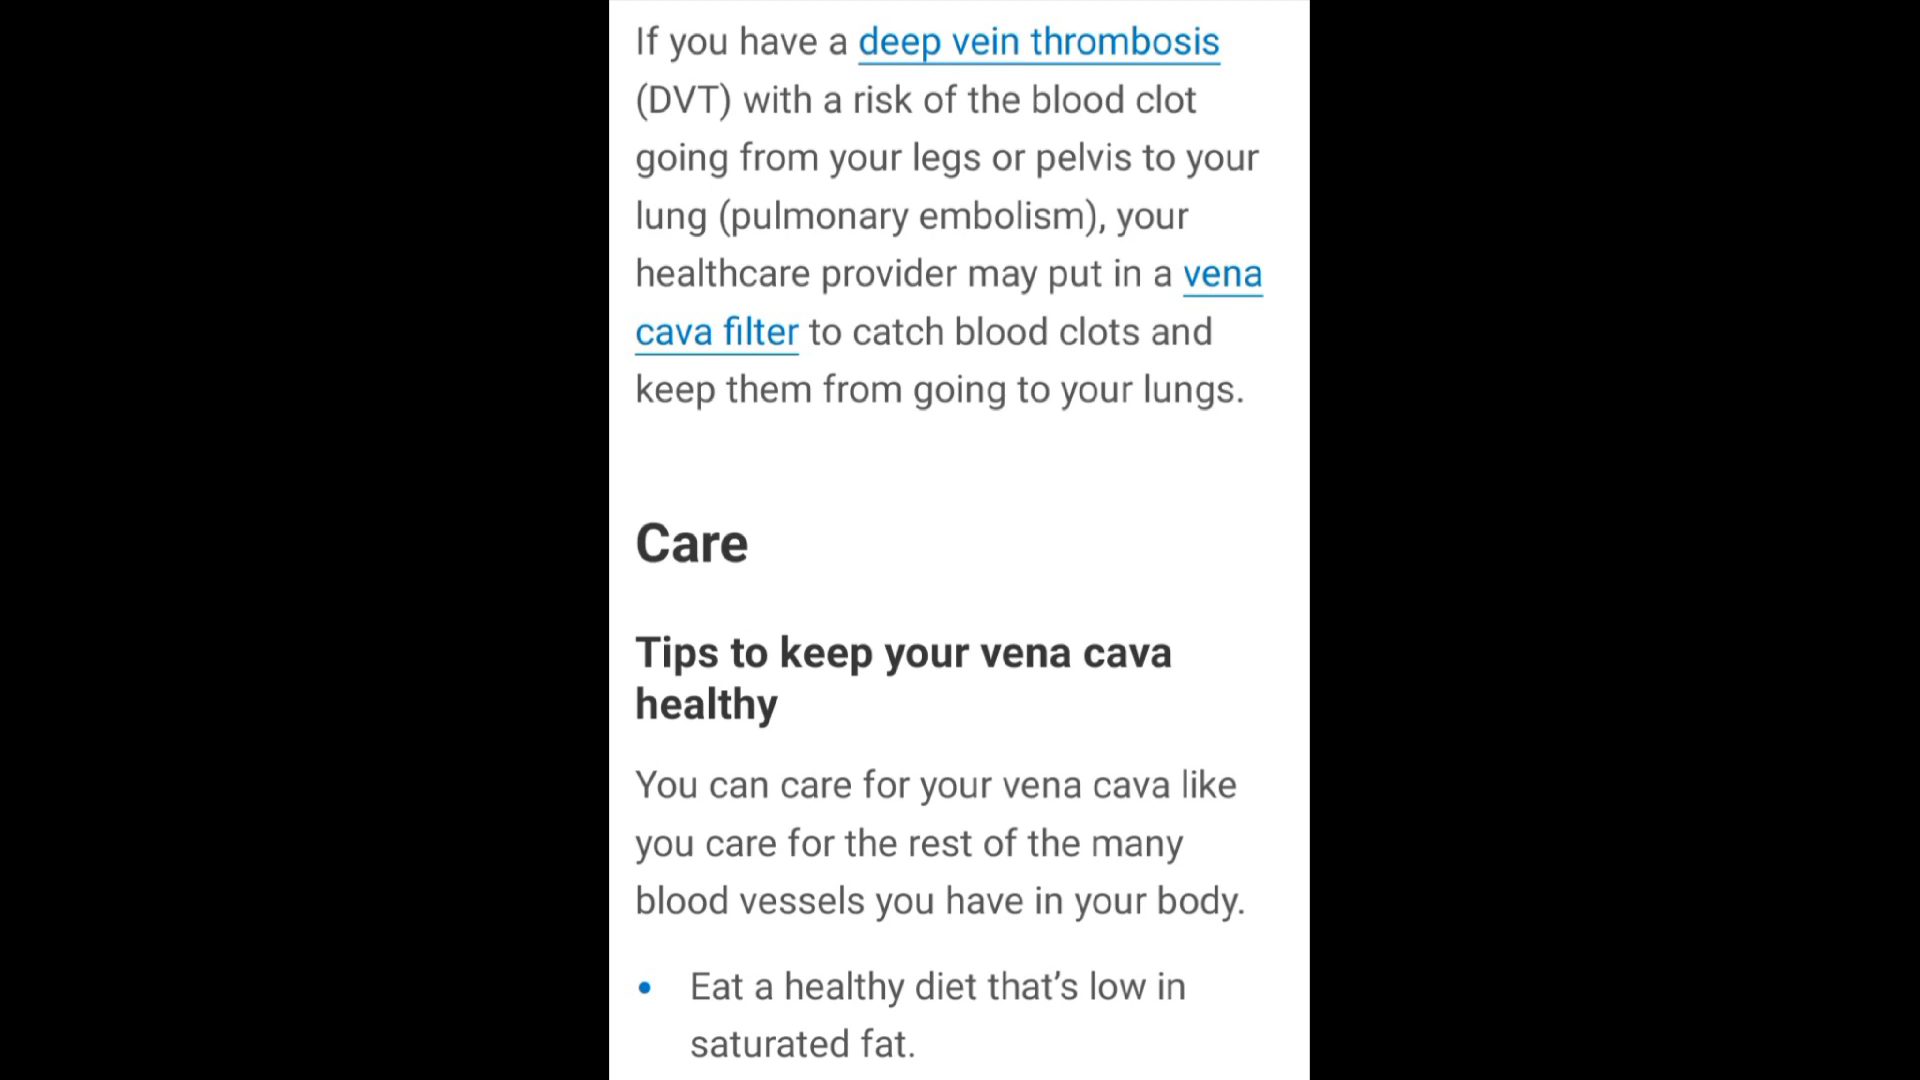 If you have a deep vein thrombosis
(DVT) with a risk of the blood clot
going from your legs or pelvis to your
lung (pulmonary embolism), your
healthcare provider may put in a vena
cava filter to catch blood clots and
keep them from going to your lungs.
Care
Tips to keep your vena cava
healthy
You can care for your vena cava like
you care for the rest of the many
blood vessels you have in your body.
• Eat a healthy diet that’s low in
saturated fat.